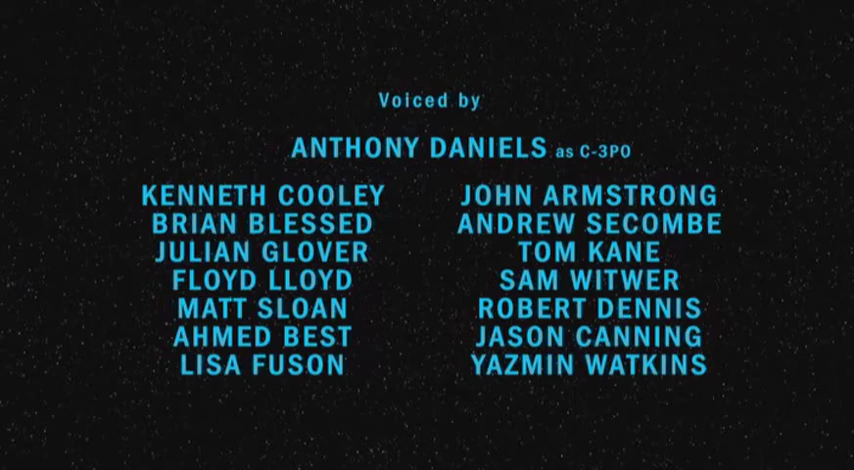 Voiced by
ANTHONY DANIELS as C-3PO
KENNETH COOLEY
BRIAN BLESSED
JULIAN GLOVER
FLOYD LLOYD
MATT SLOAN
AHMED BEST
LISA FUSON
JOHN ARMSTRONG
ANDREW SECOMBE
TOM KANE
SAM WITWER
ROBERT DENNIS
JASON CANNING
YAZMIN WATKINS